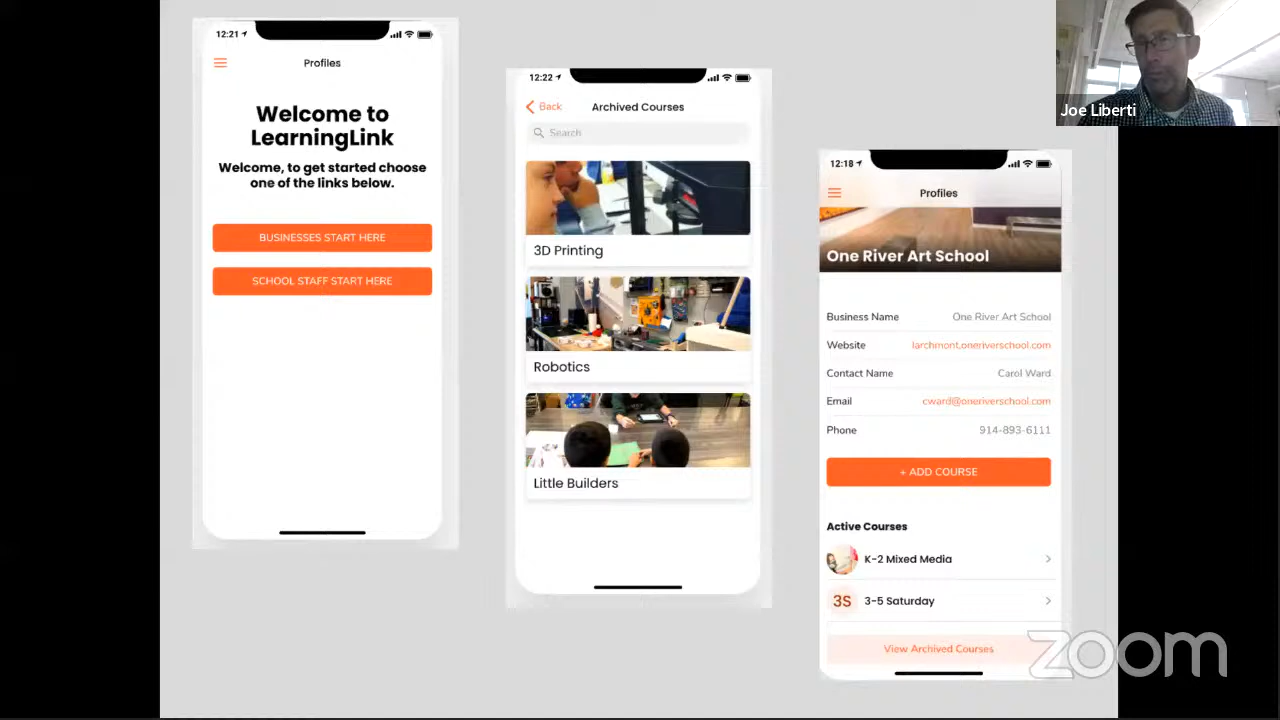 12:21
Profiles
Welcome to
LearningLink
Welcome, to get started choose
one of the links below.
BUSINESSES START HERE
SCHOOL STAFF START HERE
12:22
Back
Archived Courses
Search
3D Printing
Robotics
Little Builders
Joe Liberti
12:18
Profiles
One River Art School
Business Name One River Art School
Website larchmont.oneriverschool.com
Contact Name Carol Ward
Email cward@oneriverschool.com
Phone 914-893-6111
+ ADD COURSE
Active Courses
K-2 Mixed Media
3S 3-5 Saturday
View Archived Courses
zoom